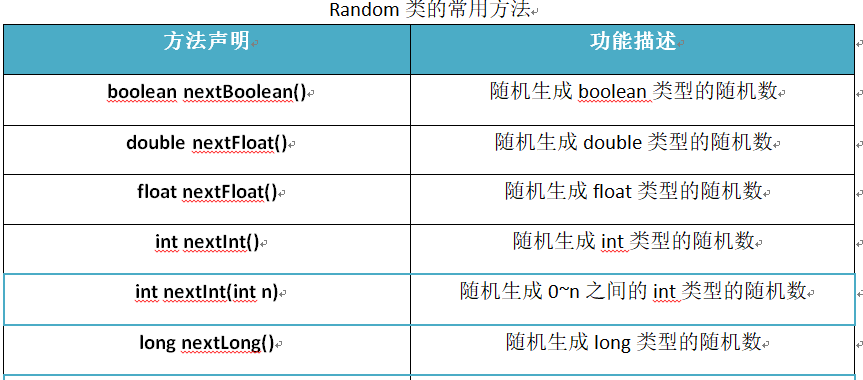 Random 类的常用方法
方法声明 功能描述
boolean nextBoolean() 随机生成 boolean 类型的随机数
double nextFloat() 随机生成 double 类型的随机数
float nextFloat() 随机生成 float 类型的随机数
int nextInt() 随机生成 int 类型的随机数
int nextInt(int n) 随机生成 0~n 之间的 int 类型的随机数
long nextLong() 随机生成 long 类型的随机数